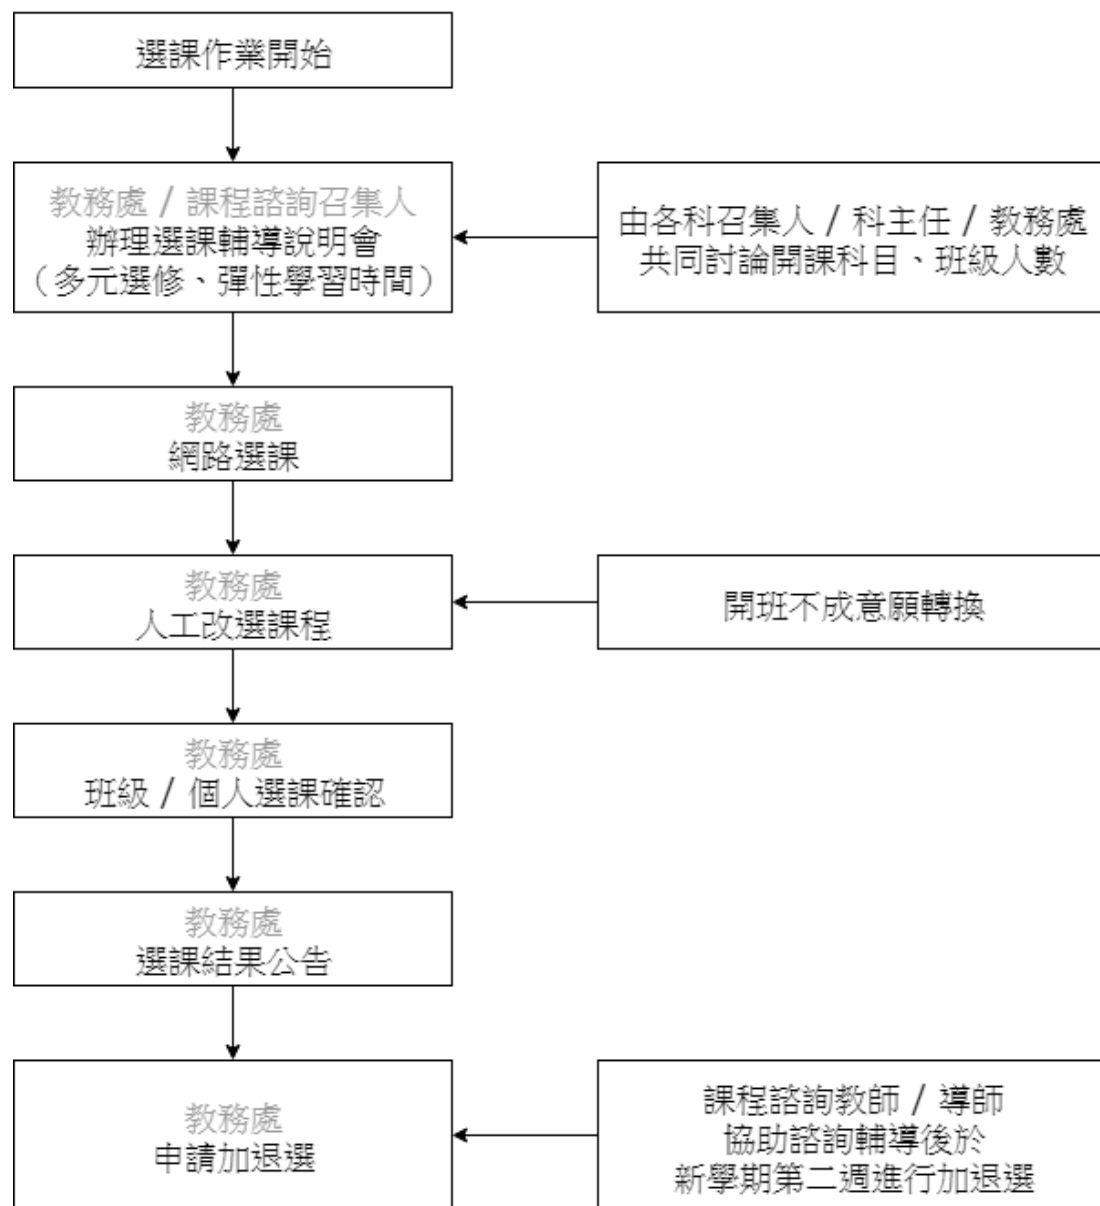 選課作業開始
教務處 / 課程諮詢召集人
辦理選課輔導說明會
（多元選修、彈性學習時間）
由各科召集人 / 科主任 / 教務處
共同討論開課科目、班級人數
教務處
網路選課
教務處
人工改選課程
開班不成意願轉換
教務處
班級 / 個人選課確認
教務處
選課結果公告
教務處
申請加退選
課程諮詢教師 / 導師
協助諮詢輔導後於
新學期第二週進行加退選